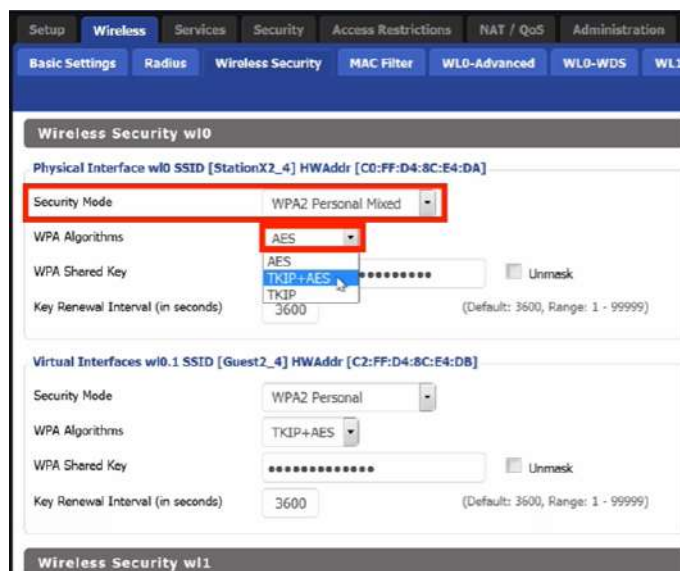 Setup Wireless Services Security Access Restrictions NAT / QoS Administration
Basic Settings Radius Wireless Security MAC Filter WL0-Advanced WL0-WDS WL1
Wireless Security wl0
Physical Interface wl0 SSID [StationX2_4] HWAddr [C0:FF:D4:8C:E4:DA]
Security Mode WPA2 Personal Mixed
WPA Algorithms AES
AES
WPA Shared Key TKIP+AES ••••••••• Unmask
TKIP
Key Renewal Interval (in seconds) 3600 (Default: 3600, Range: 1 - 99999)
Virtual Interfaces wl0.1 SSID [Guest2_4] HWAddr [C2:FF:D4:8C:E4:DB]
Security Mode WPA2 Personal
WPA Algorithms TKIP+AES
WPA Shared Key ••••••••••••• Unmask
Key Renewal Interval (in seconds) 3600 (Default: 3600, Range: 1 - 99999)
Wireless Security wl1